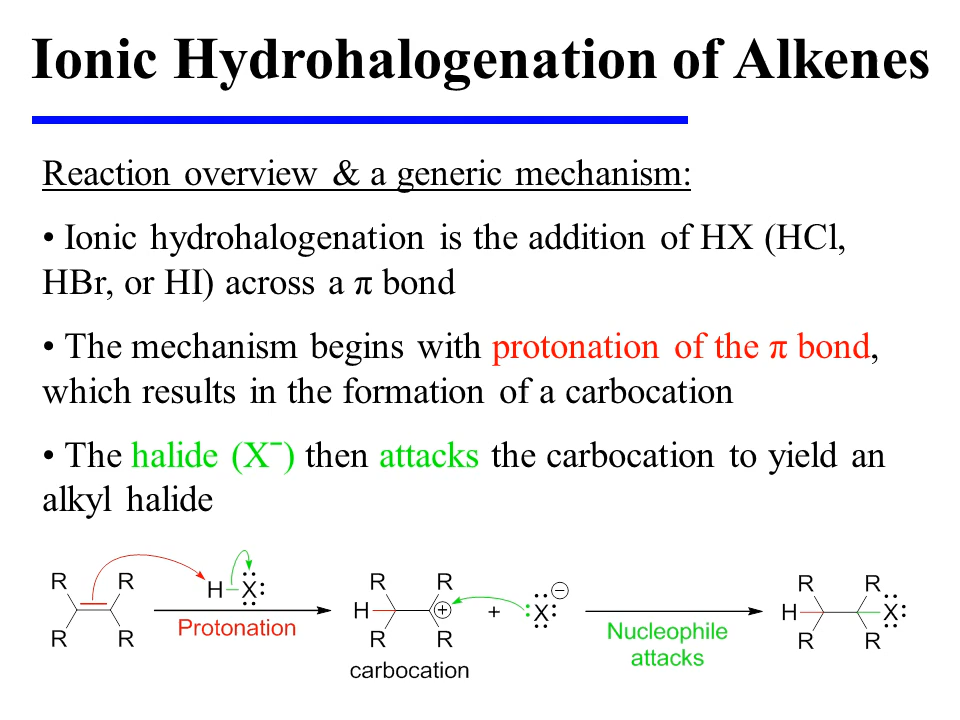 Ionic Hydrohalogenation of Alkenes
Reaction overview & a generic mechanism:
• Ionic hydrohalogenation is the addition of HX (HCl,
HBr, or HI) across a π bond
• The mechanism begins with protonation of the π bond,
which results in the formation of a carbocation
• The halide (X⁻) then attacks the carbocation to yield an
alkyl halide
R R
R R
H X
Protonation
R R
H +
R R
carbocation
+
X −
Nucleophile
attacks
R R
H X
R R